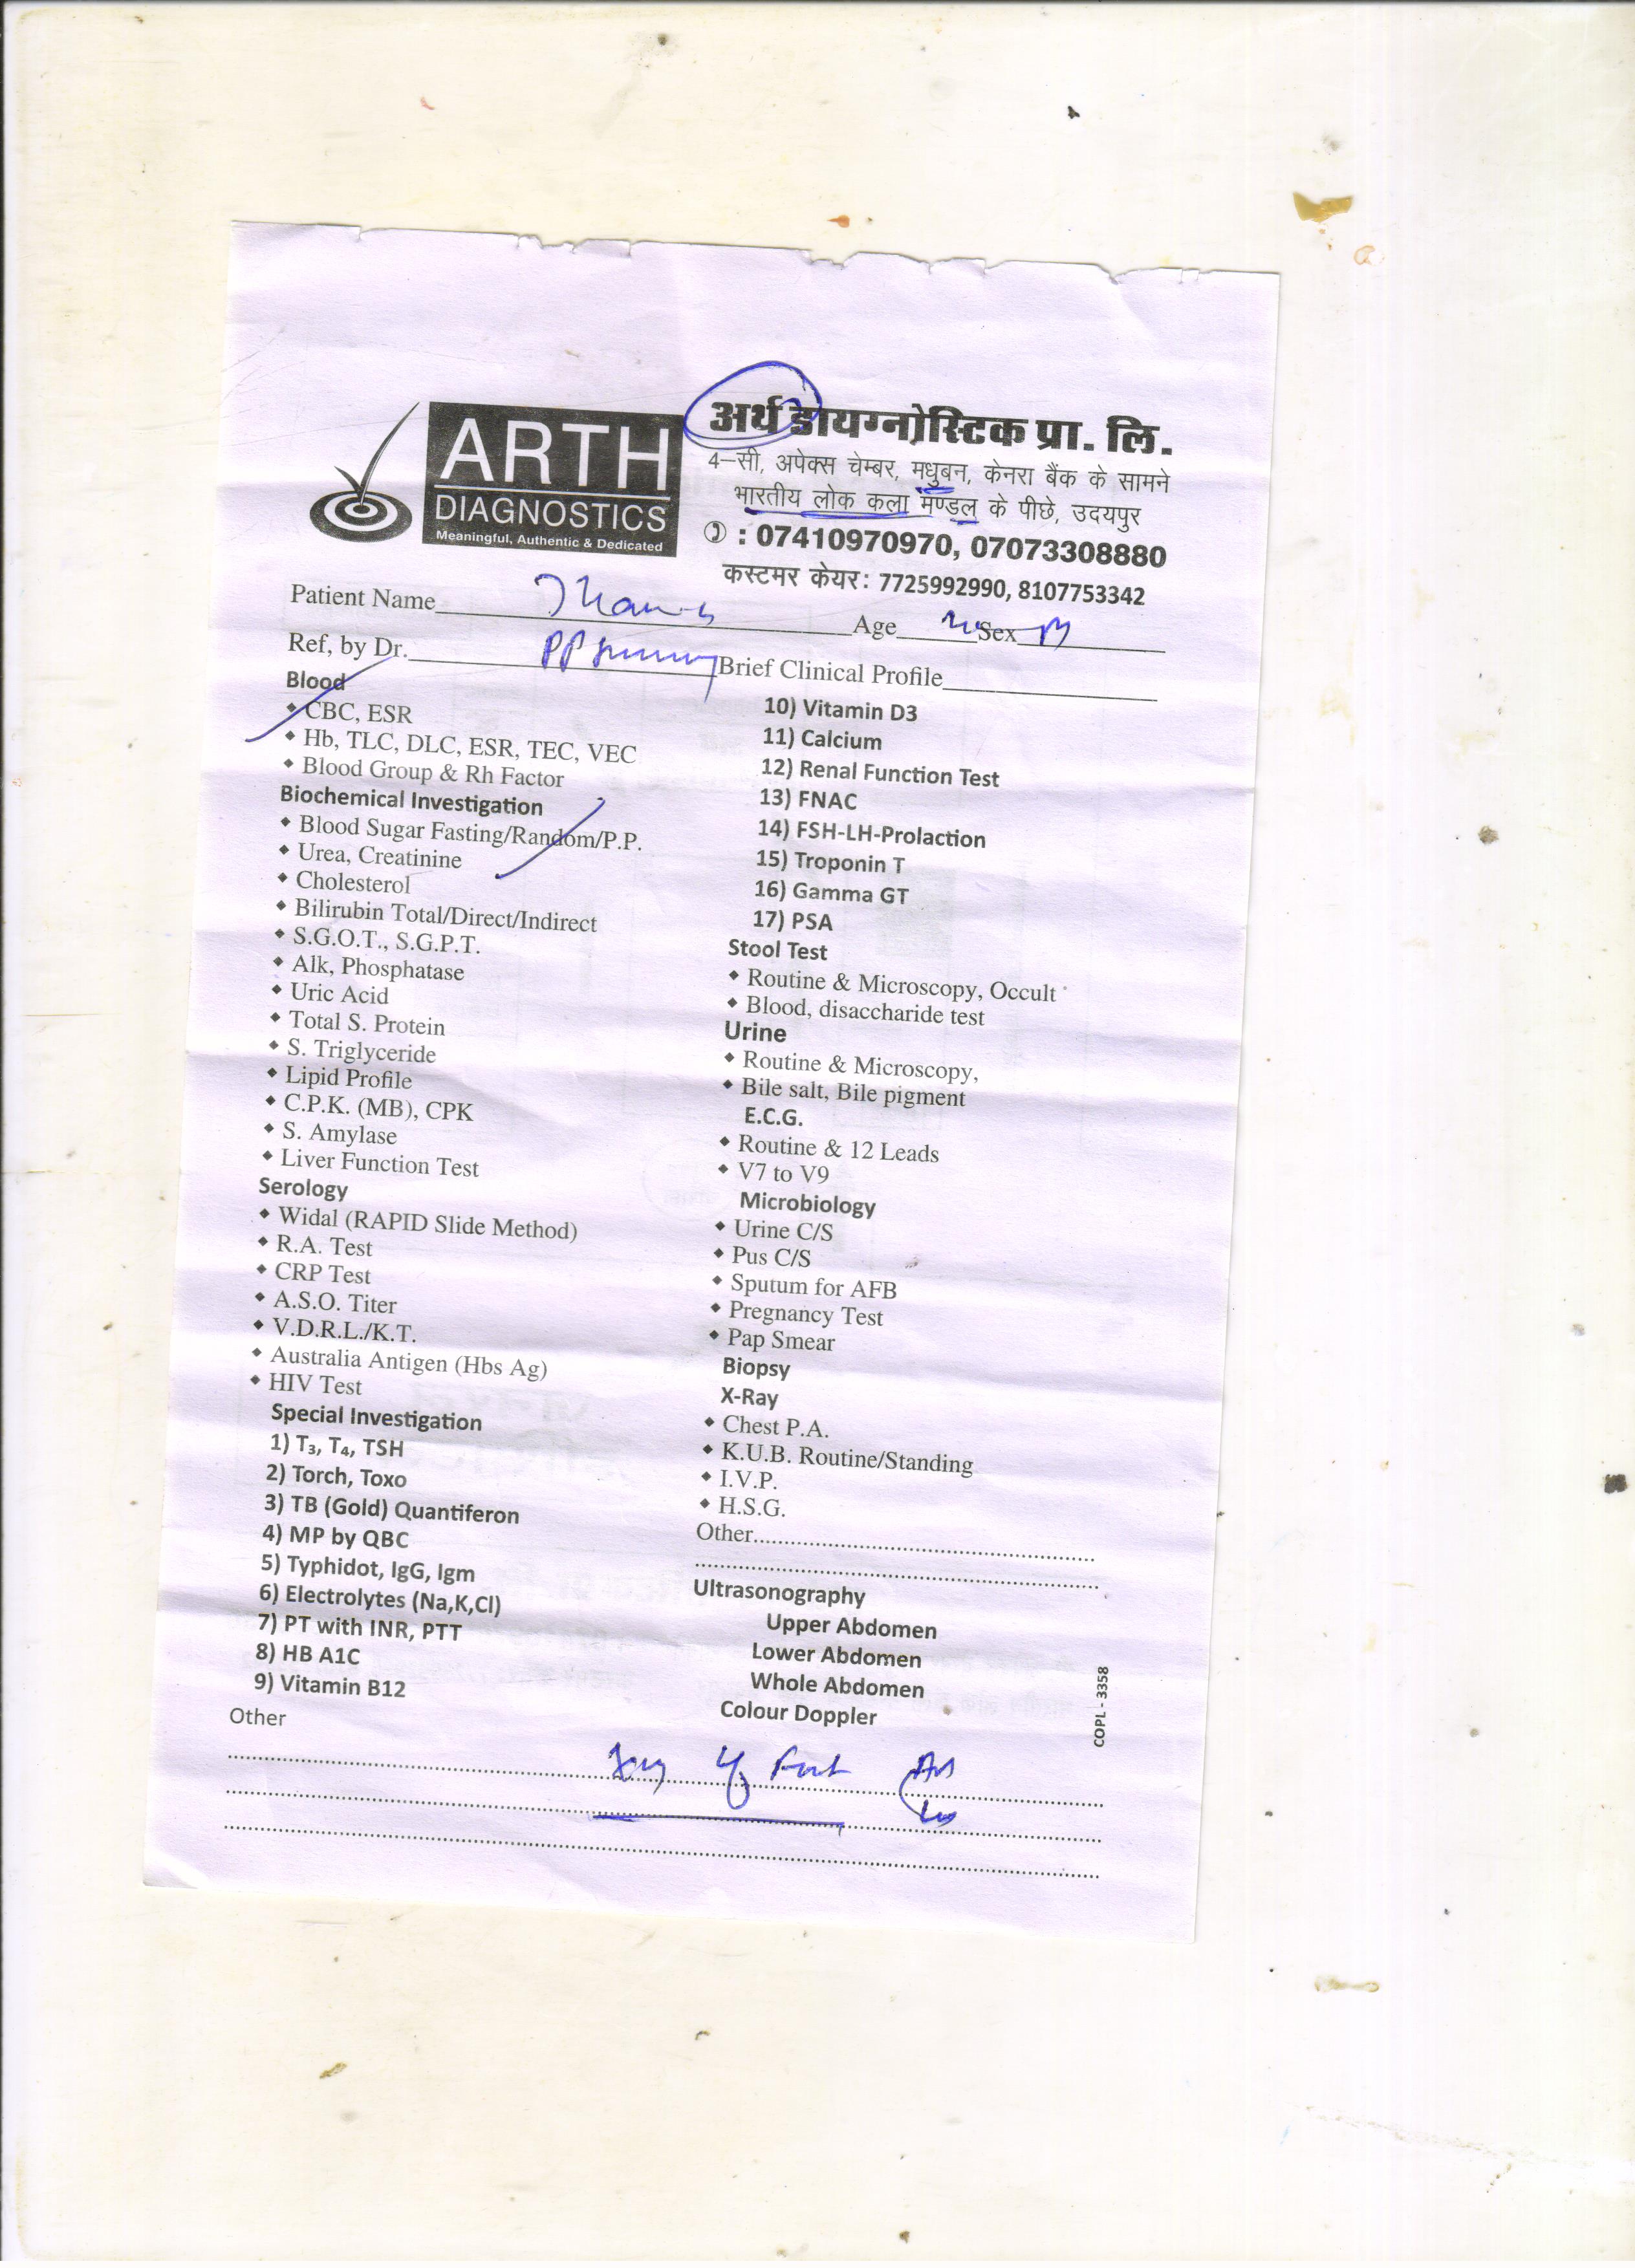 अर्थ डायग्नोस्टिक प्रा. लि.
ARTH
DIAGNOSTICS
Meaningful, Authentic & Dedicated
4-सी, अपेक्स चेम्बर, मधुबन, केनरा बैंक के सामने
भारतीय लोक कला मण्डल के पीछे, उदयपुर
: 07410970970, 07073308880
कस्टमर केयर: 7725992990, 8107753342
Patient Name Age Sex M
Ref, by Dr. PP Brief Clinical Profile
Blood
CBC, ESR
Hb, TLC, DLC, ESR, TEC, VEC
Blood Group & Rh Factor
Biochemical Investigation
Blood Sugar Fasting/Random/P.P.
Urea, Creatinine
Cholesterol
Bilirubin Total/Direct/Indirect
S.G.O.T., S.G.P.T.
Alk, Phosphatase
Uric Acid
Total S. Protein
S. Triglyceride
Lipid Profile
C.P.K. (MB), CPK
S. Amylase
Liver Function Test
Serology
Widal (RAPID Slide Method)
R.A. Test
CRP Test
A.S.O. Titer
V.D.R.L./K.T.
Australia Antigen (Hbs Ag)
HIV Test
Special Investigation
1) T₃, T₄, TSH
2) Torch, Toxo
3) TB (Gold) Quantiferon
4) MP by QBC
5) Typhidot, IgG, Igm
6) Electrolytes (Na,K,Cl)
7) PT with INR, PTT
8) HB A1C
9) Vitamin B12
10) Vitamin D3
11) Calcium
12) Renal Function Test
13) FNAC
14) FSH-LH-Prolaction
15) Troponin T
16) Gamma GT
17) PSA
Stool Test
Routine & Microscopy, Occult
Blood, disaccharide test
Urine
Routine & Microscopy,
Bile salt, Bile pigment
E.C.G.
Routine & 12 Leads
V7 to V9
Microbiology
Urine C/S
Pus C/S
Sputum for AFB
Pregnancy Test
Pap Smear
Biopsy
X-Ray
Chest P.A.
K.U.B. Routine/Standing
I.V.P.
H.S.G.
Other
Ultrasonography
Upper Abdomen
Lower Abdomen
Whole Abdomen
Colour Doppler
COPL - 3358
Other